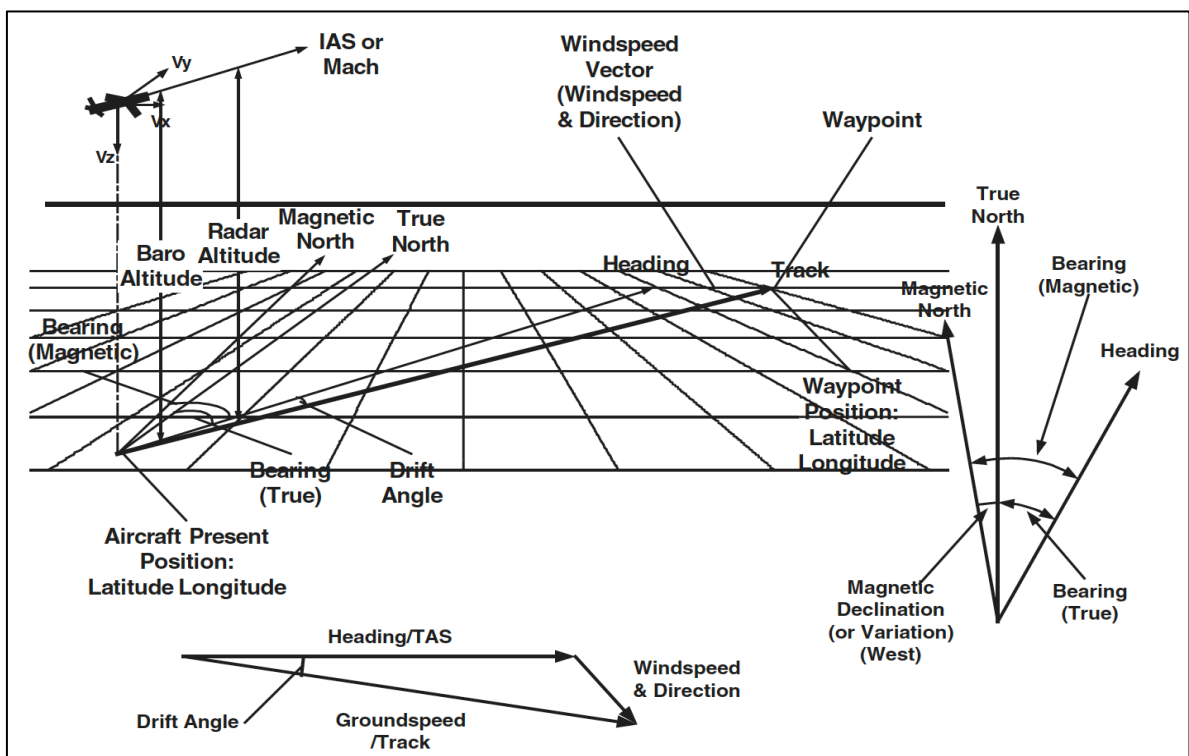 IAS or
Mach
Vy
Vx
Vz
Windspeed
Vector
(Windspeed
& Direction)
Waypoint
True
North
Magnetic
North
True
North
Radar
Altitude
Baro
Altitude
Heading
Track
Bearing
(Magnetic)
Magnetic
North
Bearing
(Magnetic)
Heading
Waypoint
Position:
Latitude
Longitude
Bearing
(True)
Drift
Angle
Aircraft Present
Position:
Latitude Longitude
Magnetic
Declination
(or Variation)
(West)
Bearing
(True)
Heading/TAS
Windspeed
& Direction
Drift Angle
Groundspeed
/Track